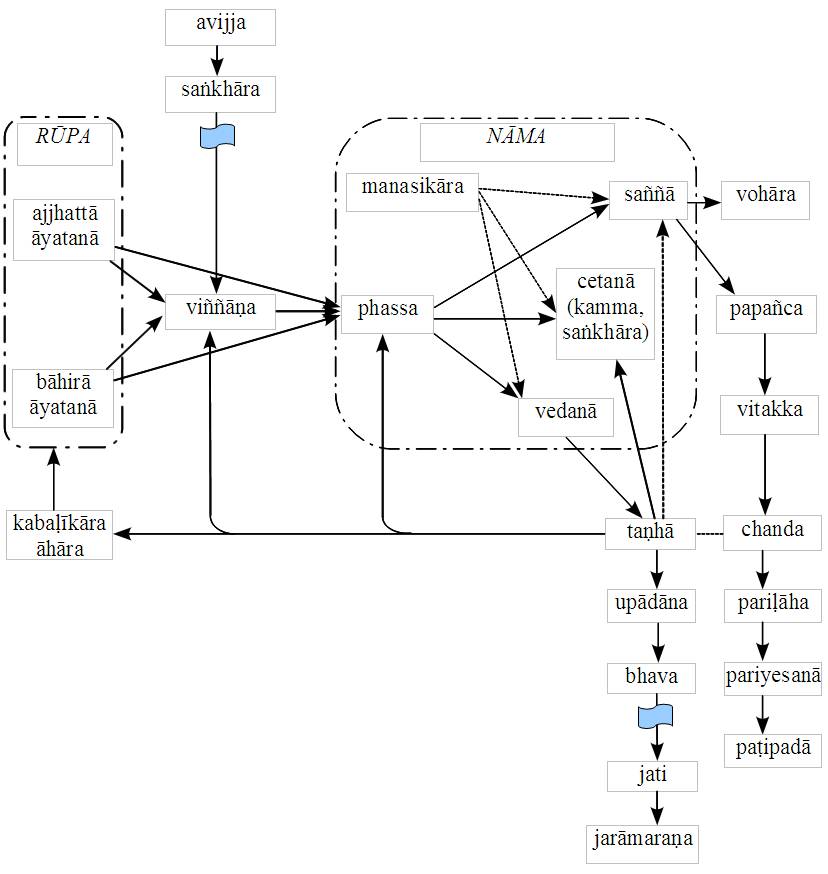 avijja
saṅkhāra
RŪPA
NĀMA
manasikāra
saññā
vohāra
ajjhattā
āyatanā
cetanā
(kamma,
saṅkhāra)
viññāṇa
phassa
papañca
bāhirā
āyatanā
vedanā
vitakka
kabaḷīkāra
āhāra
taṇhā
chanda
upādāna
pariḷāha
bhava
pariyesanā
paṭipadā
jati
jarāmaraṇa